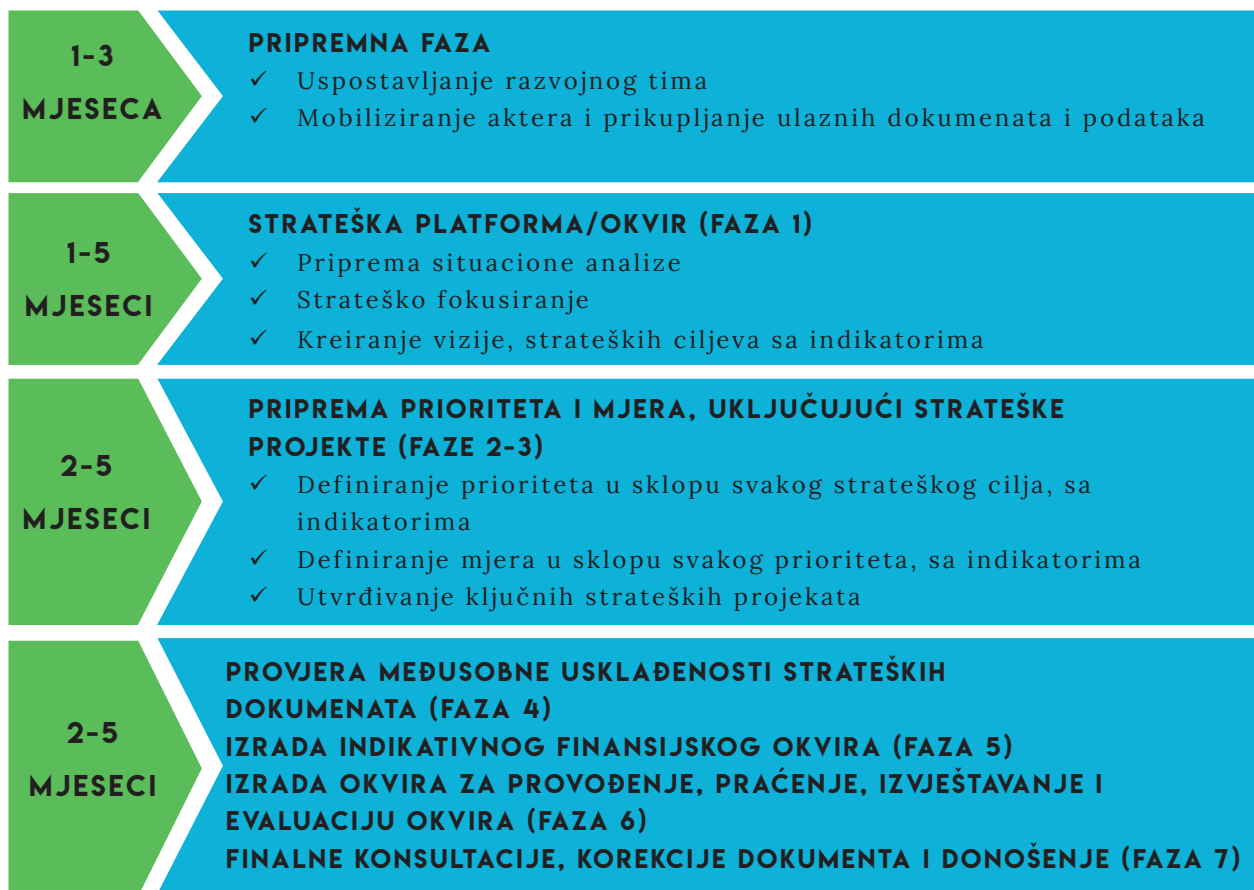 1-3
MJESECA
PRIPREMNA FAZA
✓ Uspostavljanje razvojnog tima
✓ Mobiliziranje aktera i prikupljanje ulaznih dokumenata i podataka
1-5
MJESECI
STRATEŠKA PLATFORMA/OKVIR (FAZA 1)
✓ Priprema situacione analize
✓ Strateško fokusiranje
✓ Kreiranje vizije, strateških ciljeva sa indikatorima
2-5
MJESECI
PRIPREMA PRIORITETA I MJERA, UKLJUČUJUĆI STRATEŠKE
PROJEKTE (FAZE 2-3)
✓ Definiranje prioriteta u sklopu svakog strateškog cilja, sa
indikatorima
✓ Definiranje mjera u sklopu svakog prioriteta, sa indikatorima
✓ Utvrđivanje ključnih strateških projekata
2-5
MJESECI
PROVJERA MEĐUSOBNE USKLAĐENOSTI STRATEŠKIH
DOKUMENATA (FAZA 4)
IZRADA INDIKATIVNOG FINANSIJSKOG OKVIRA (FAZA 5)
IZRADA OKVIRA ZA PROVOĐENJE, PRAĆENJE, IZVJEŠTAVANJE I
EVALUACIJU OKVIRA (FAZA 6)
FINALNE KONSULTACIJE, KOREKCIJE DOKUMENTA I DONOŠENJE (FAZA 7)